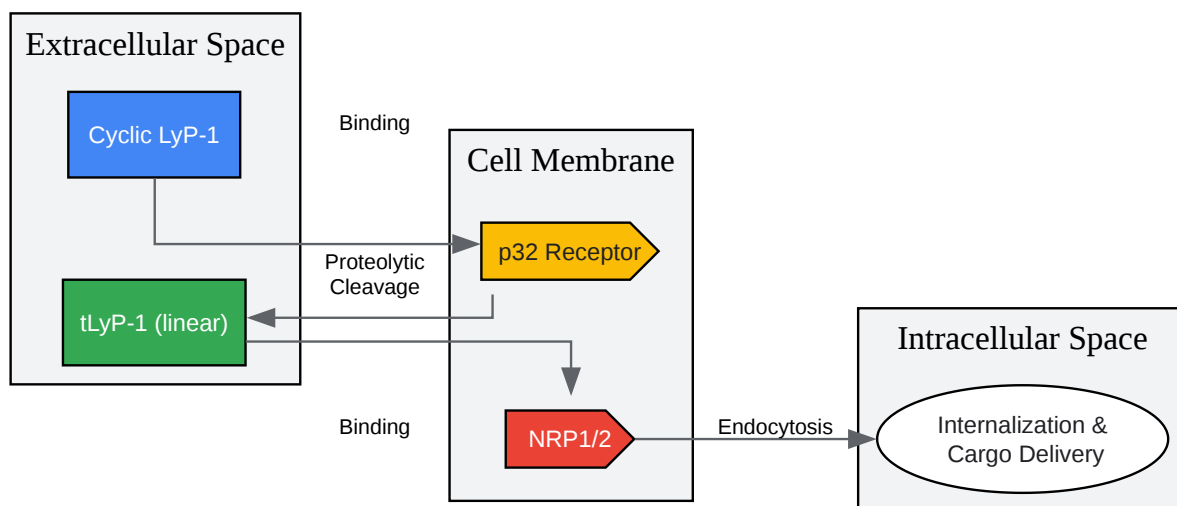 Extracellular Space
Cyclic LyP-1
Binding
Cell Membrane
p32 Receptor
Proteolytic
Cleavage
tLyP-1 (linear)
Binding
NRP1/2
Endocytosis
Intracellular Space
Internalization &
Cargo Delivery